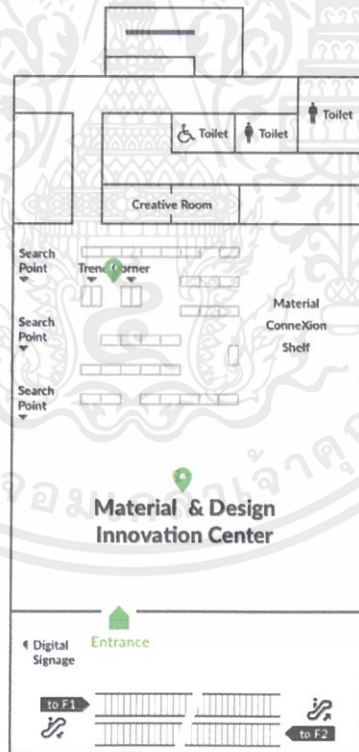 Toilet
Toilet
Toilet
Creative Room
Search
Point
Trend Corner
Material
ConneXion
Shelf
Search
Point
Search
Point
Material & Design
Innovation Center
Digital
Signage
Entrance
to F1
to F2